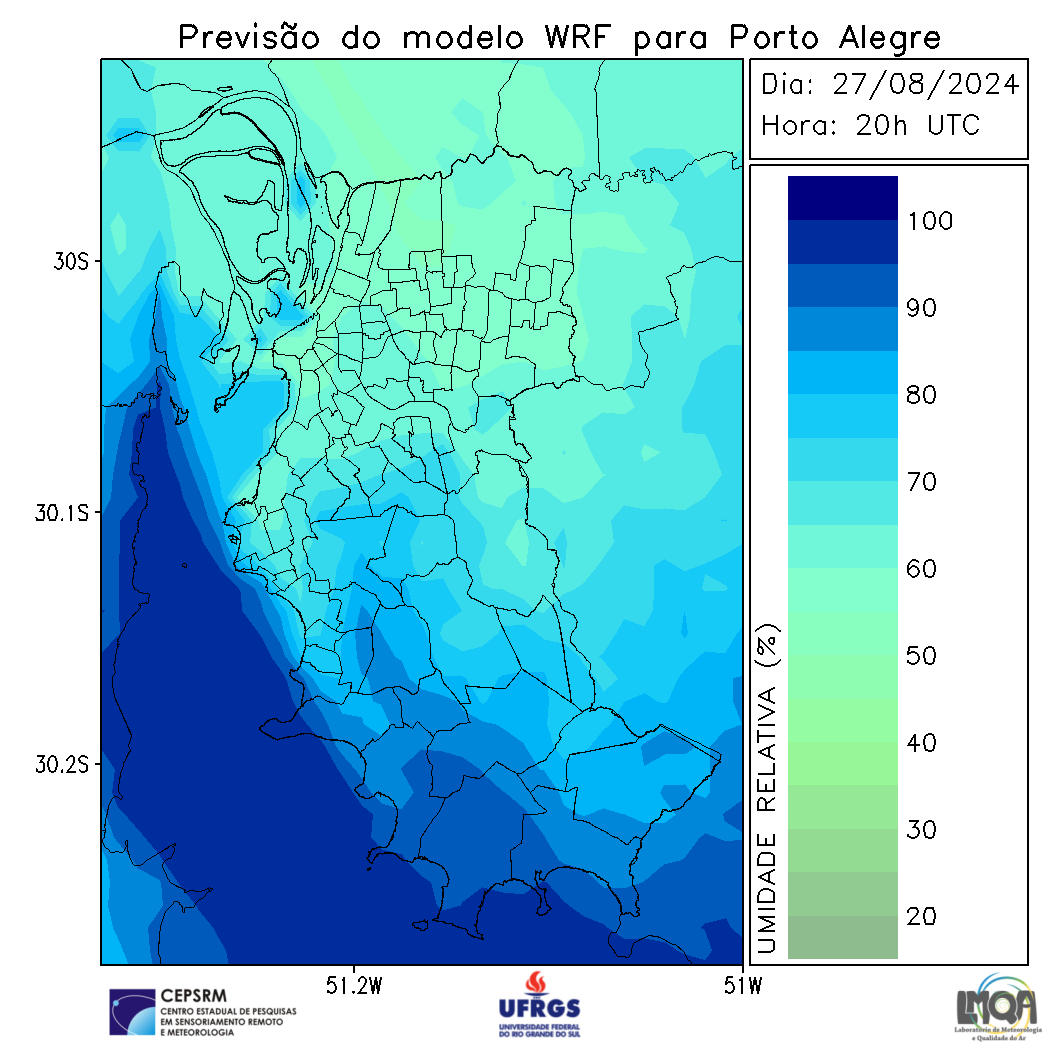 Previsão do modelo WRF para Porto Alegre
Dia: 27/08/2024
Hora: 20h UTC
30S
30.1S
30.2S
51.2W
51W
UMIDADE RELATIVA (%)
100
90
80
70
60
50
40
30
20
CEPSRM
CENTRO ESTADUAL DE PESQUISAS
EM SENSORIAMENTO REMOTO
E METEOROLOGIA
UFRGS
UNIVERSIDADE FEDERAL
DO RIO GRANDE DO SUL
LMQA
Laboratório de Meteorologia
e Qualidade do Ar